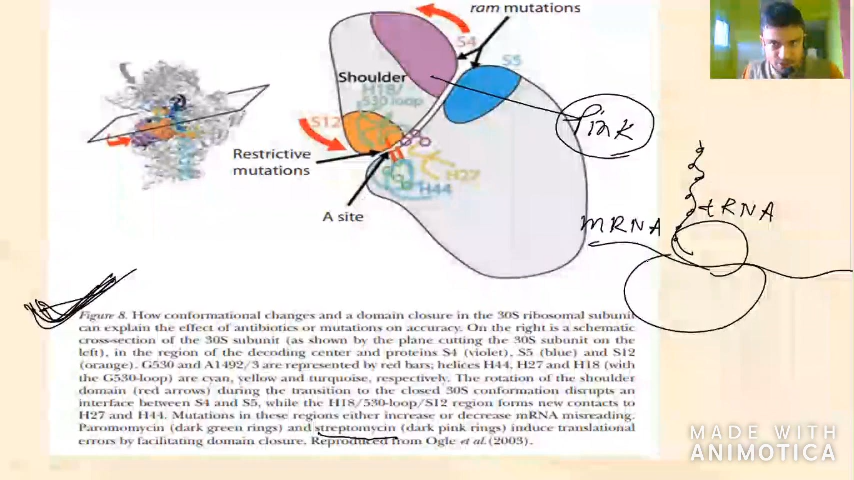 ram mutations
S4
S5
Shoulder
H18/
530 loop
Pink
S12
Restrictive
mutations
H27
H44
A site
tRNA
mRNA
Figure 8. How conformational changes and a domain closure in the 30S ribosomal subunit
can explain the effect of antibiotics or mutations on accuracy. On the right is a schematic
cross-section of the 30S subunit (as shown by the plane cutting the 30S subunit on the
left), in the region of the decoding center and proteins S4 (violet), S5 (blue) and S12
(orange). G530 and A1492/3 are represented by red bars; helices H44, H27 and H18 (with
the G530-loop) are cyan, yellow and turquoise, respectively. The rotation of the shoulder
domain (red arrows) during the transition to the closed 30S conformation disrupts an
interface between S4 and S5, while the H18/530-loop/S12 region forms new contacts to
H27 and H44. Mutations in these regions either increase or decrease mRNA misreading.
Paromomycin (dark green rings) and streptomycin (dark pink rings) induce translational
errors by facilitating domain closure. Reproduced from Ogle et al. (2003).
MADE WITH
ANIMOTICA